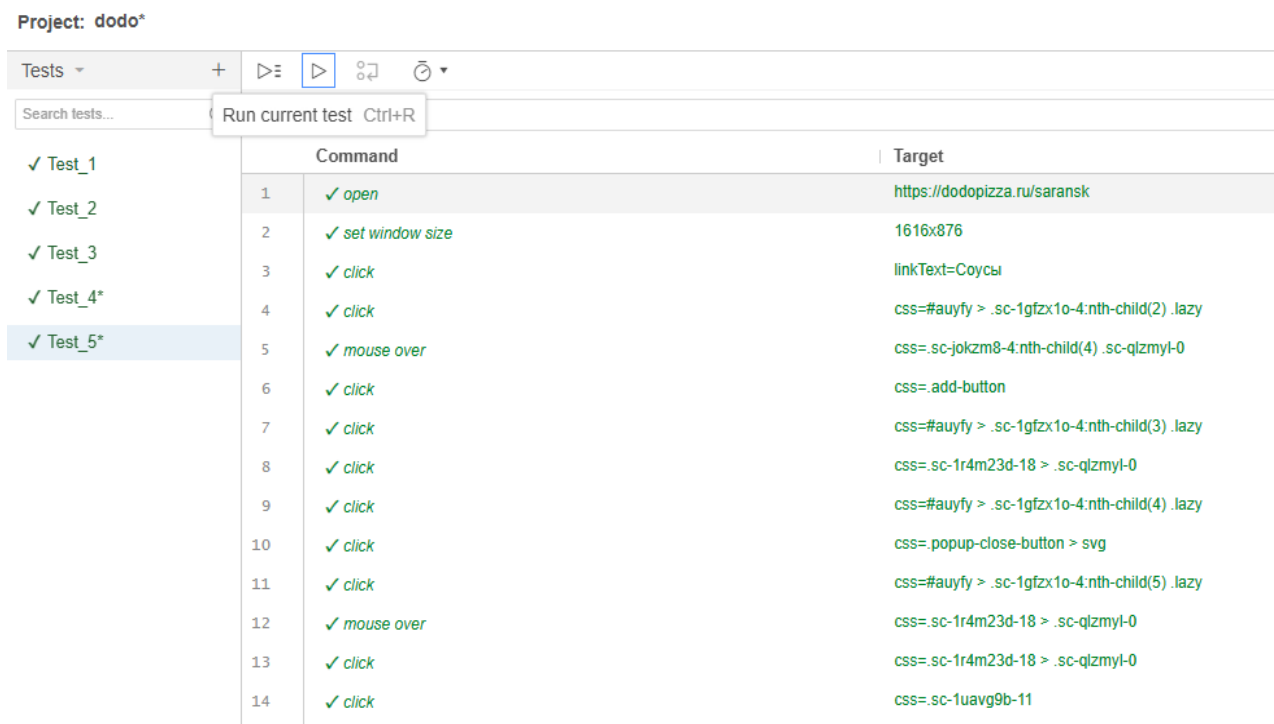 Project: dodo*
Tests
Search tests...
Run current test Ctrl+R
✓ Test_1
✓ Test_2
✓ Test_3
✓ Test_4*
✓ Test_5*
Command Target
1 ✓ open https://dodopizza.ru/saransk
2 ✓ set window size 1616x876
3 ✓ click linkText=Соусы
4 ✓ click css=#auyfy > .sc-1gfzx1o-4:nth-child(2) .lazy
5 ✓ mouse over css=.sc-jokzm8-4:nth-child(4) .sc-qlzmyl-0
6 ✓ click css=.add-button
7 ✓ click css=#auyfy > .sc-1gfzx1o-4:nth-child(3) .lazy
8 ✓ click css=.sc-1r4m23d-18 > .sc-qlzmyl-0
9 ✓ click css=#auyfy > .sc-1gfzx1o-4:nth-child(4) .lazy
10 ✓ click css=.popup-close-button > svg
11 ✓ click css=#auyfy > .sc-1gfzx1o-4:nth-child(5) .lazy
12 ✓ mouse over css=.sc-1r4m23d-18 > .sc-qlzmyl-0
13 ✓ click css=.sc-1r4m23d-18 > .sc-qlzmyl-0
14 ✓ click css=.sc-1uavg9b-11